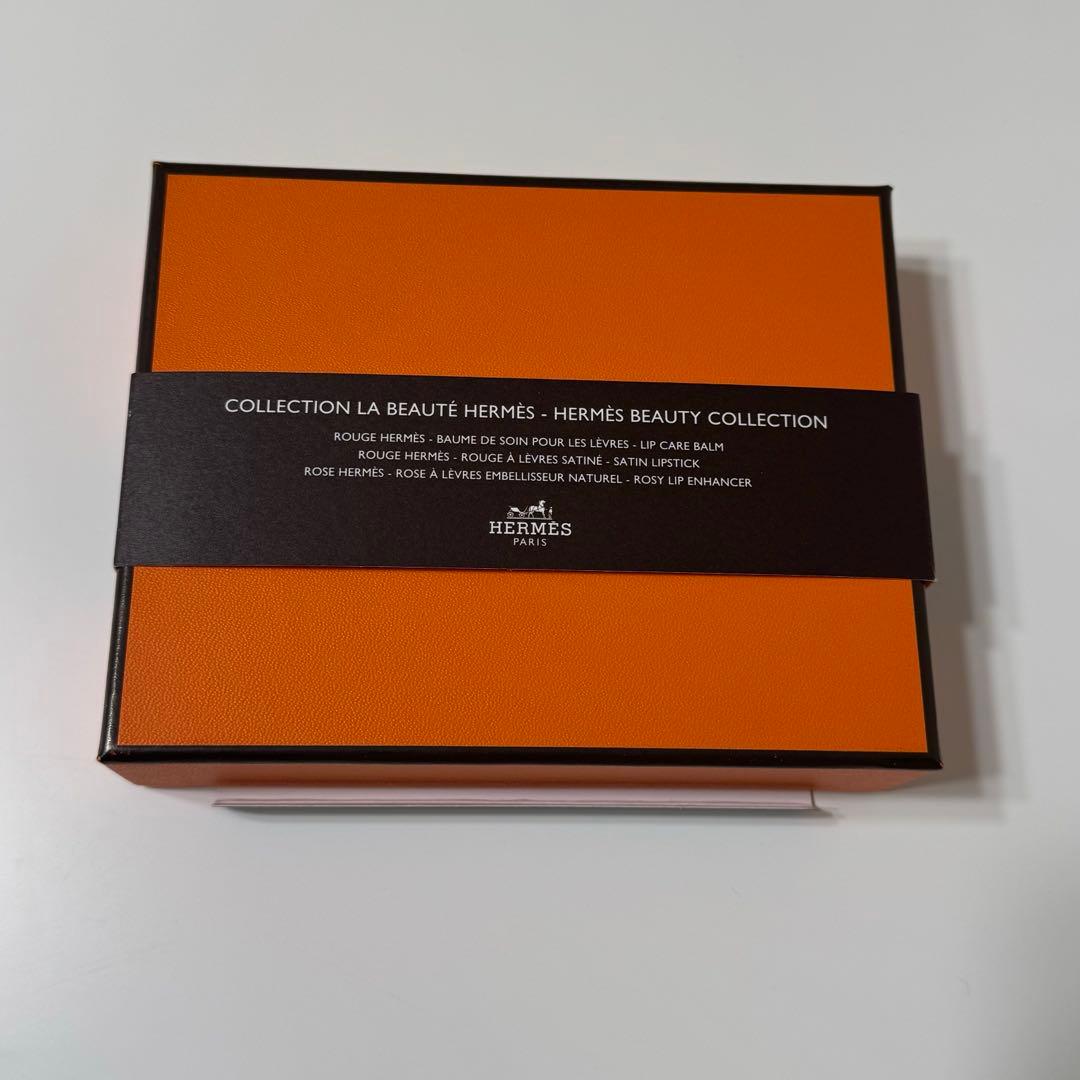 COLLECTION LA BEAUTÉ HERMÈS - HERMÈS BEAUTY COLLECTION
ROUGE HERMÈS - BAUME DE SOIN POUR LES LÈVRES - LIP CARE BALM
ROUGE HERMÈS - ROUGE À LÈVRES SATINÉ - SATIN LIPSTICK
ROSE HERMÈS - ROSE À LÈVRES EMBELLISSEUR NATUREL - ROSY LIP ENHANCER
HERMÈS
PARIS